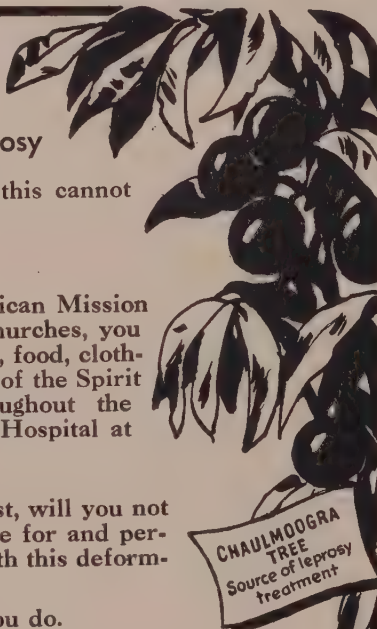 osy
this cannot
ican Mission
hurches, you
, food, cloth-
of the Spirit
ughout the
Hospital at
st, will you not
e for and per-
th this deform-
CHAULMOOGRA
TREE
Source of leprosy
treatment
ou do.